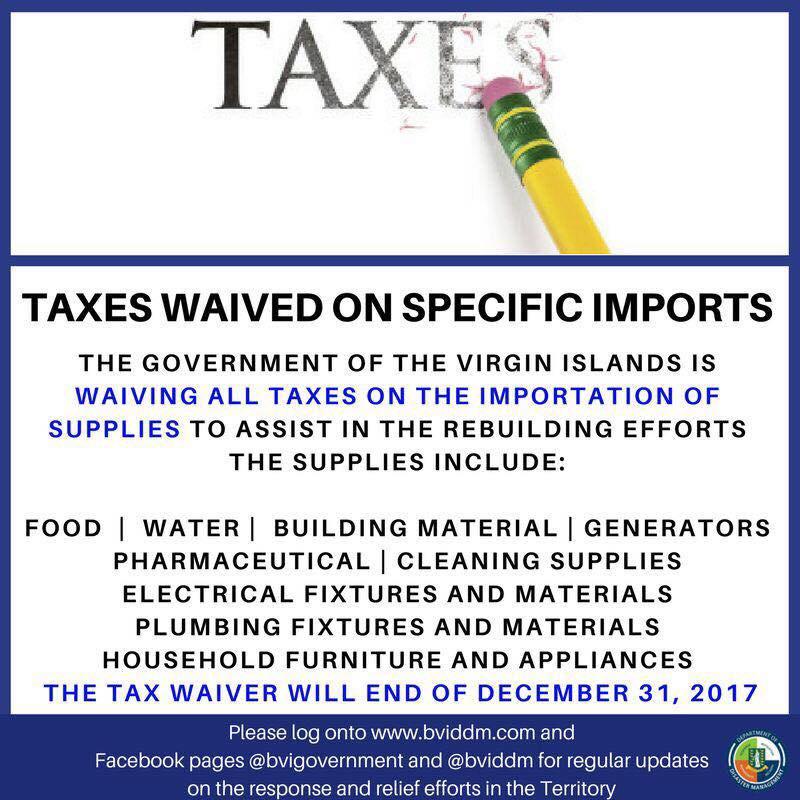 TAXES
TAXES WAIVED ON SPECIFIC IMPORTS
THE GOVERNMENT OF THE VIRGIN ISLANDS IS
WAIVING ALL TAXES ON THE IMPORTATION OF
SUPPLIES TO ASSIST IN THE REBUILDING EFFORTS
THE SUPPLIES INCLUDE:
FOOD | WATER | BUILDING MATERIAL | GENERATORS
PHARMACEUTICAL | CLEANING SUPPLIES
ELECTRICAL FIXTURES AND MATERIALS
PLUMBING FIXTURES AND MATERIALS
HOUSEHOLD FURNITURE AND APPLIANCES
THE TAX WAIVER WILL END OF DECEMBER 31, 2017
Please log onto www.bviddm.com and
Facebook pages @bvigovernment and @bviddm for regular updates
on the response and relief efforts in the Territory
DEPARTMENT OF
DISASTER MANAGEMENT